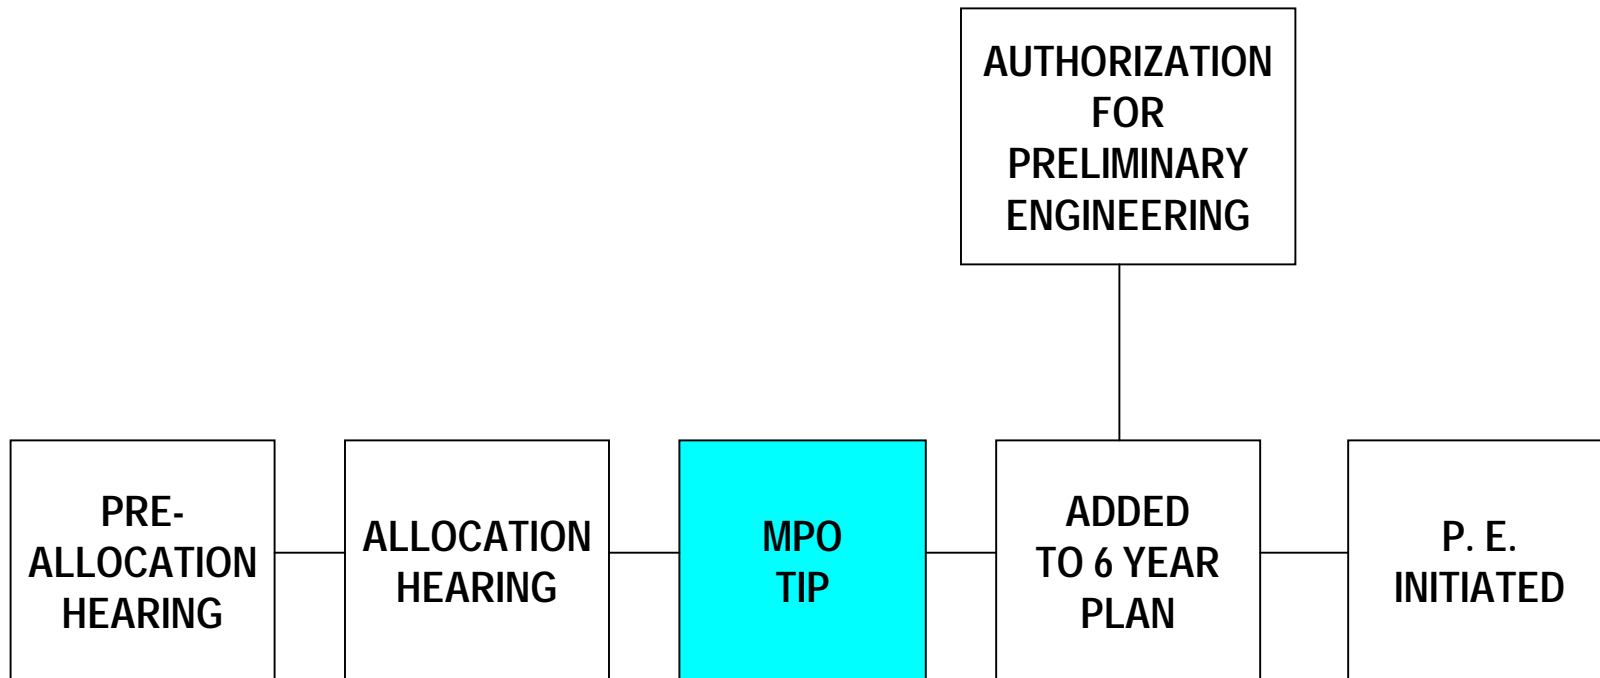 AUTHORIZATION
FOR
PRELIMINARY
ENGINEERING
PRE-
ALLOCATION
HEARING
ALLOCATION
HEARING
MPO
TIP
ADDED
TO 6 YEAR
PLAN
P. E.
INITIATED